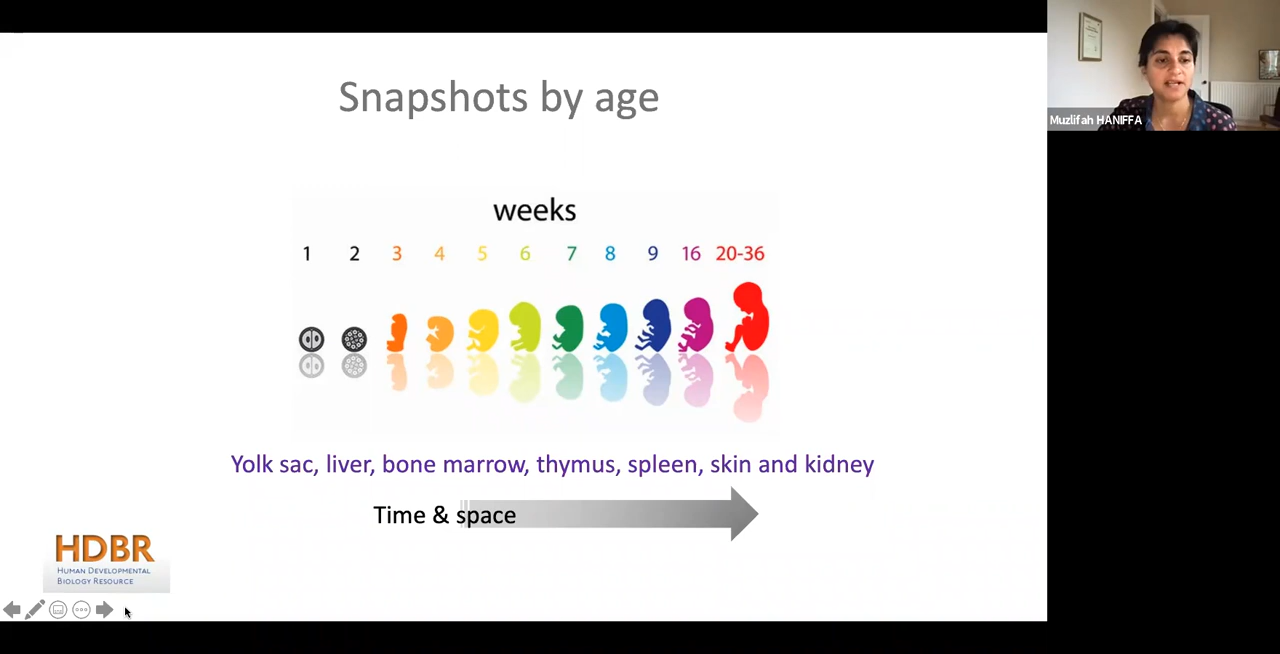 Snapshots by age
weeks
1 2 3 4 5 6 7 8 9 16 20-36
Yolk sac, liver, bone marrow, thymus, spleen, skin and kidney
Time & space
HDBR
HUMAN DEVELOPMENTAL
BIOLOGY RESOURCE
Muzlifah HANIFFA